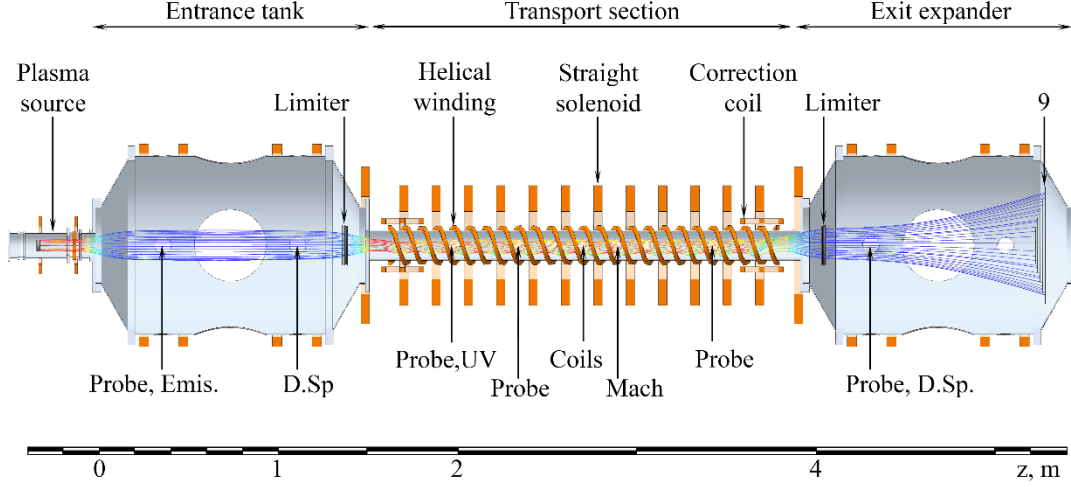 Entrance tank
Transport section
Exit expander
Plasma
source
Limiter
Helical
winding
Straight
solenoid
Correction
coil
Limiter
9
Probe, Emis.
D.Sp
Probe,UV
Probe
Coils
Mach
Probe
Probe, D.Sp.
0
1
2
4
z, m